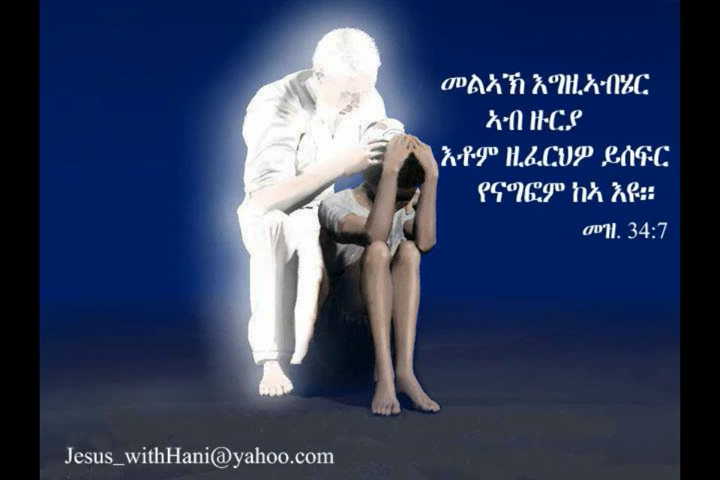 መልኣኽ እግዚኣብሄር
ኣብ ዙርያ
እቶም ዚፈርህዎ ይሰፍር
የናግፎም ከኣ እዩ።
መዝ. 34:7
Jesus_withHani@yahoo.com